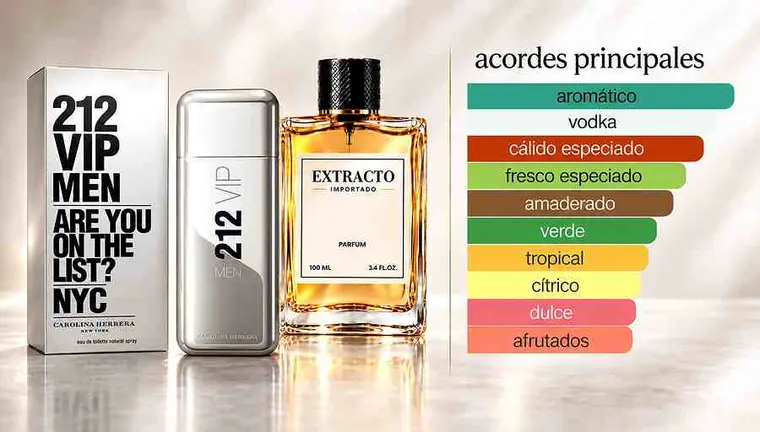 212
VIP
MEN
ARE YOU
ON THE
LIST?
NYC
CAROLINA HERRERA
NEW YORK
eau de toilette natural spray
212 VIP
MEN
CAROLINA HERRERA
EXTRACTO
IMPORTADO
PARFUM
100 ML 3.4 FL.OZ.
acordes principales
aromático
vodka
cálido especiado
fresco especiado
amaderado
verde
tropical
cítrico
dulce
afrutados